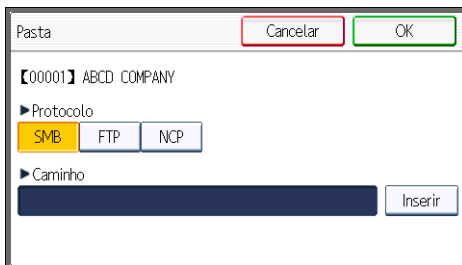 Pasta Cancelar OK
【00001】 ABCD COMPANY
►Protocolo
SMB FTP NCP
►Caminho
Inserir